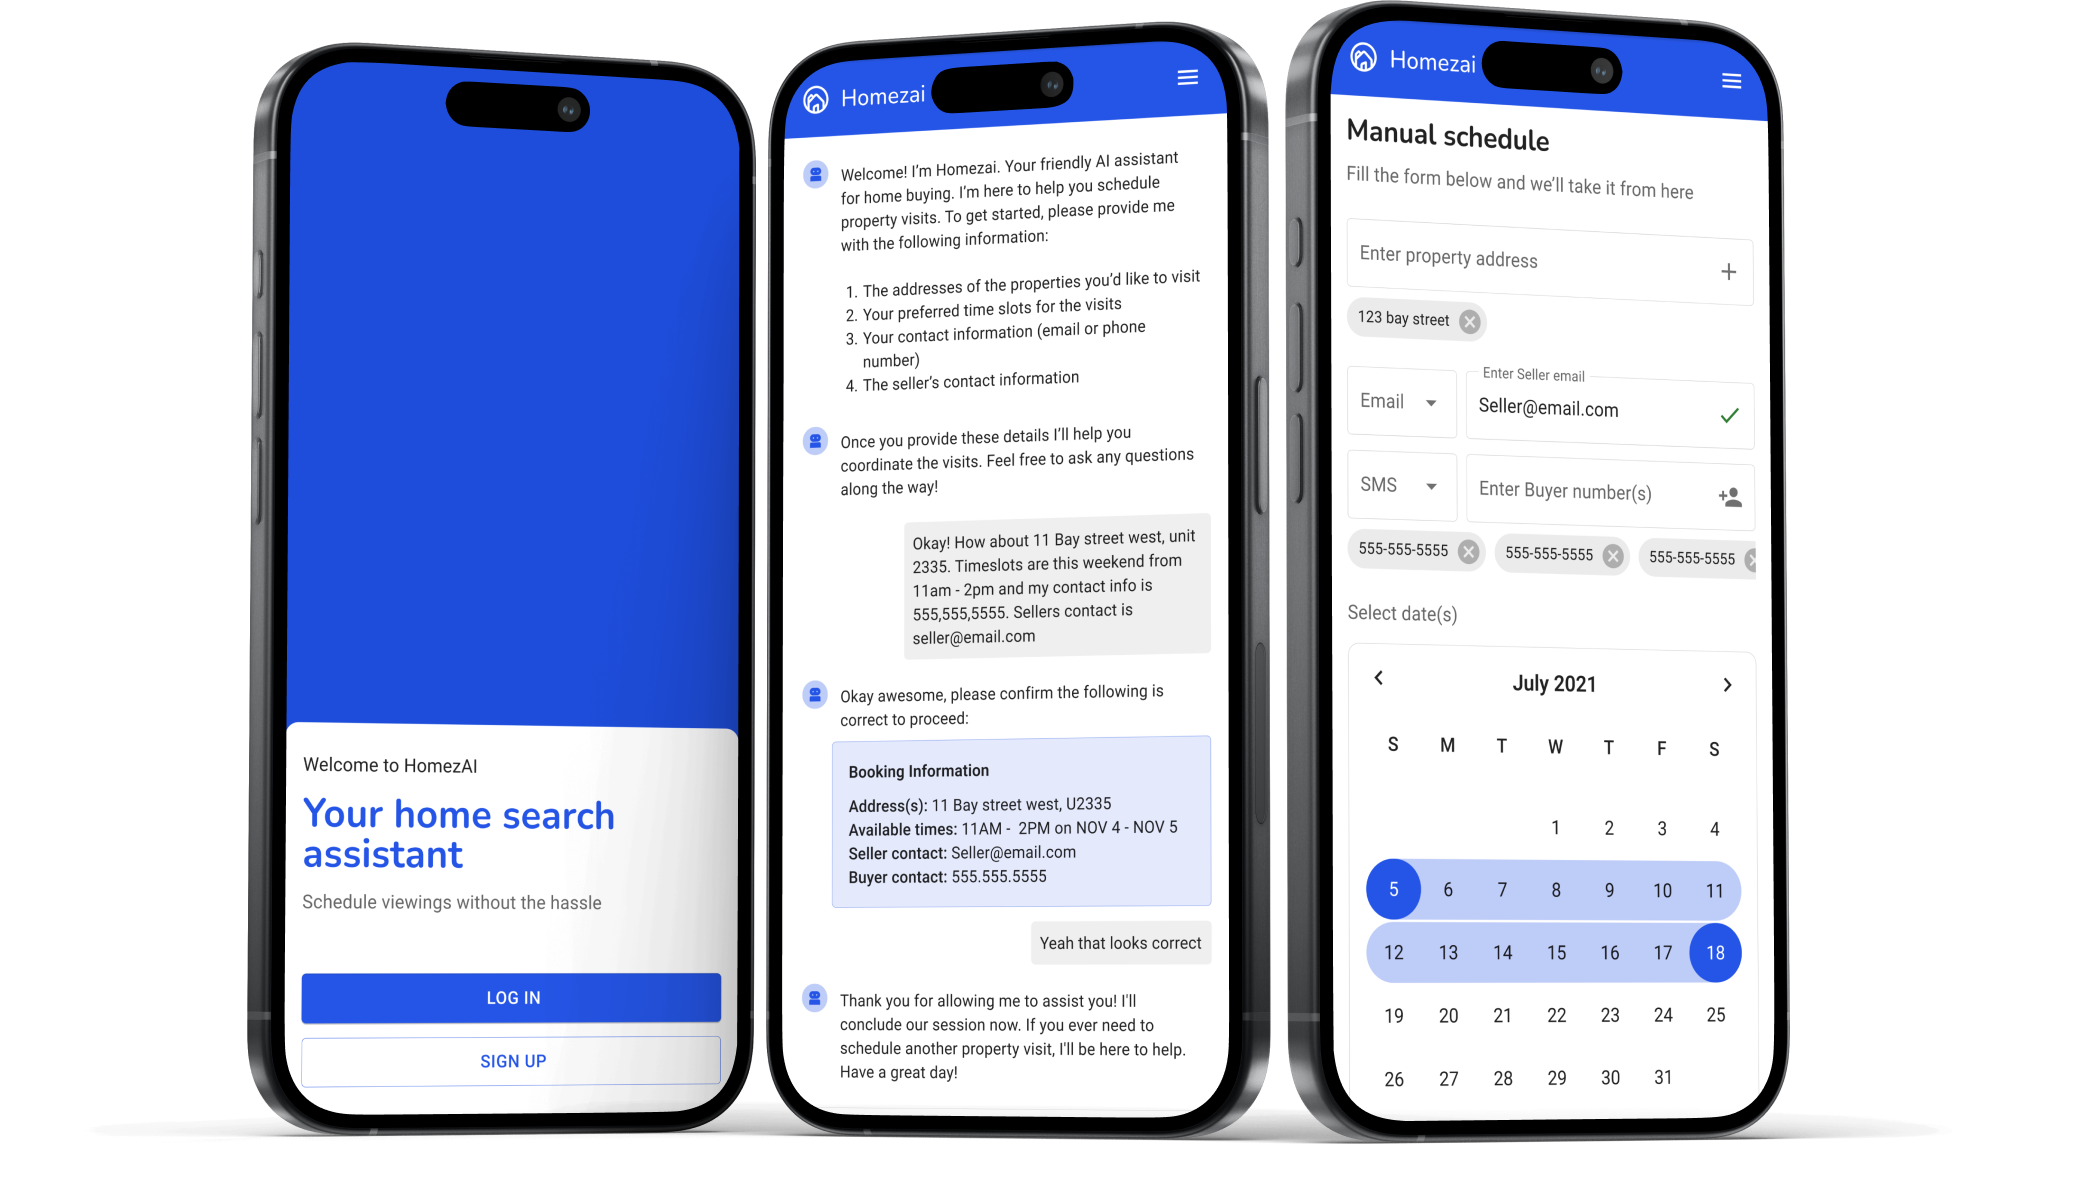 Welcome to HomezAI
Your home search
assistant
Schedule viewings without the hassle
LOG IN
SIGN UP
Homezai
Welcome! I'm Homezai. Your friendly AI assistant
for home buying. I'm here to help you schedule
property visits. To get started, please provide me
with the following information:
1. The addresses of the properties you'd like to visit
2. Your preferred time slots for the visits
3. Your contact information (email or phone
number)
4. The seller's contact information
Once you provide these details I'll help you
coordinate the visits. Feel free to ask any questions
along the way!
Okay! How about 11 Bay street west, unit
2335. Timeslots are this weekend from
11am - 2pm and my contact info is
555,555,5555. Sellers contact is
seller@email.com
Okay awesome, please confirm the following is
correct to proceed:
Booking Information
Address(s): 11 Bay street west, U2335
Available times: 11AM - 2PM on NOV 4 - NOV 5
Seller contact: Seller@email.com
Buyer contact: 555.555.5555
Yeah that looks correct
Thank you for allowing me to assist you! I'll
conclude our session now. If you ever need to
schedule another property visit, I'll be here to help.
Have a great day!
Homezai
Manual schedule
Fill the form below and we'll take it from here
Enter property address
123 bay street
Enter Seller email
Email Seller@email.com
SMS Enter Buyer number(s)
555-555-5555 555-555-5555 555-555-5555
Select date(s)
July 2021
S M T W T F S
1 2 3 4
5 6 7 8 9 10 11
12 13 14 15 16 17 18
19 20 21 22 23 24 25
26 27 28 29 30 31